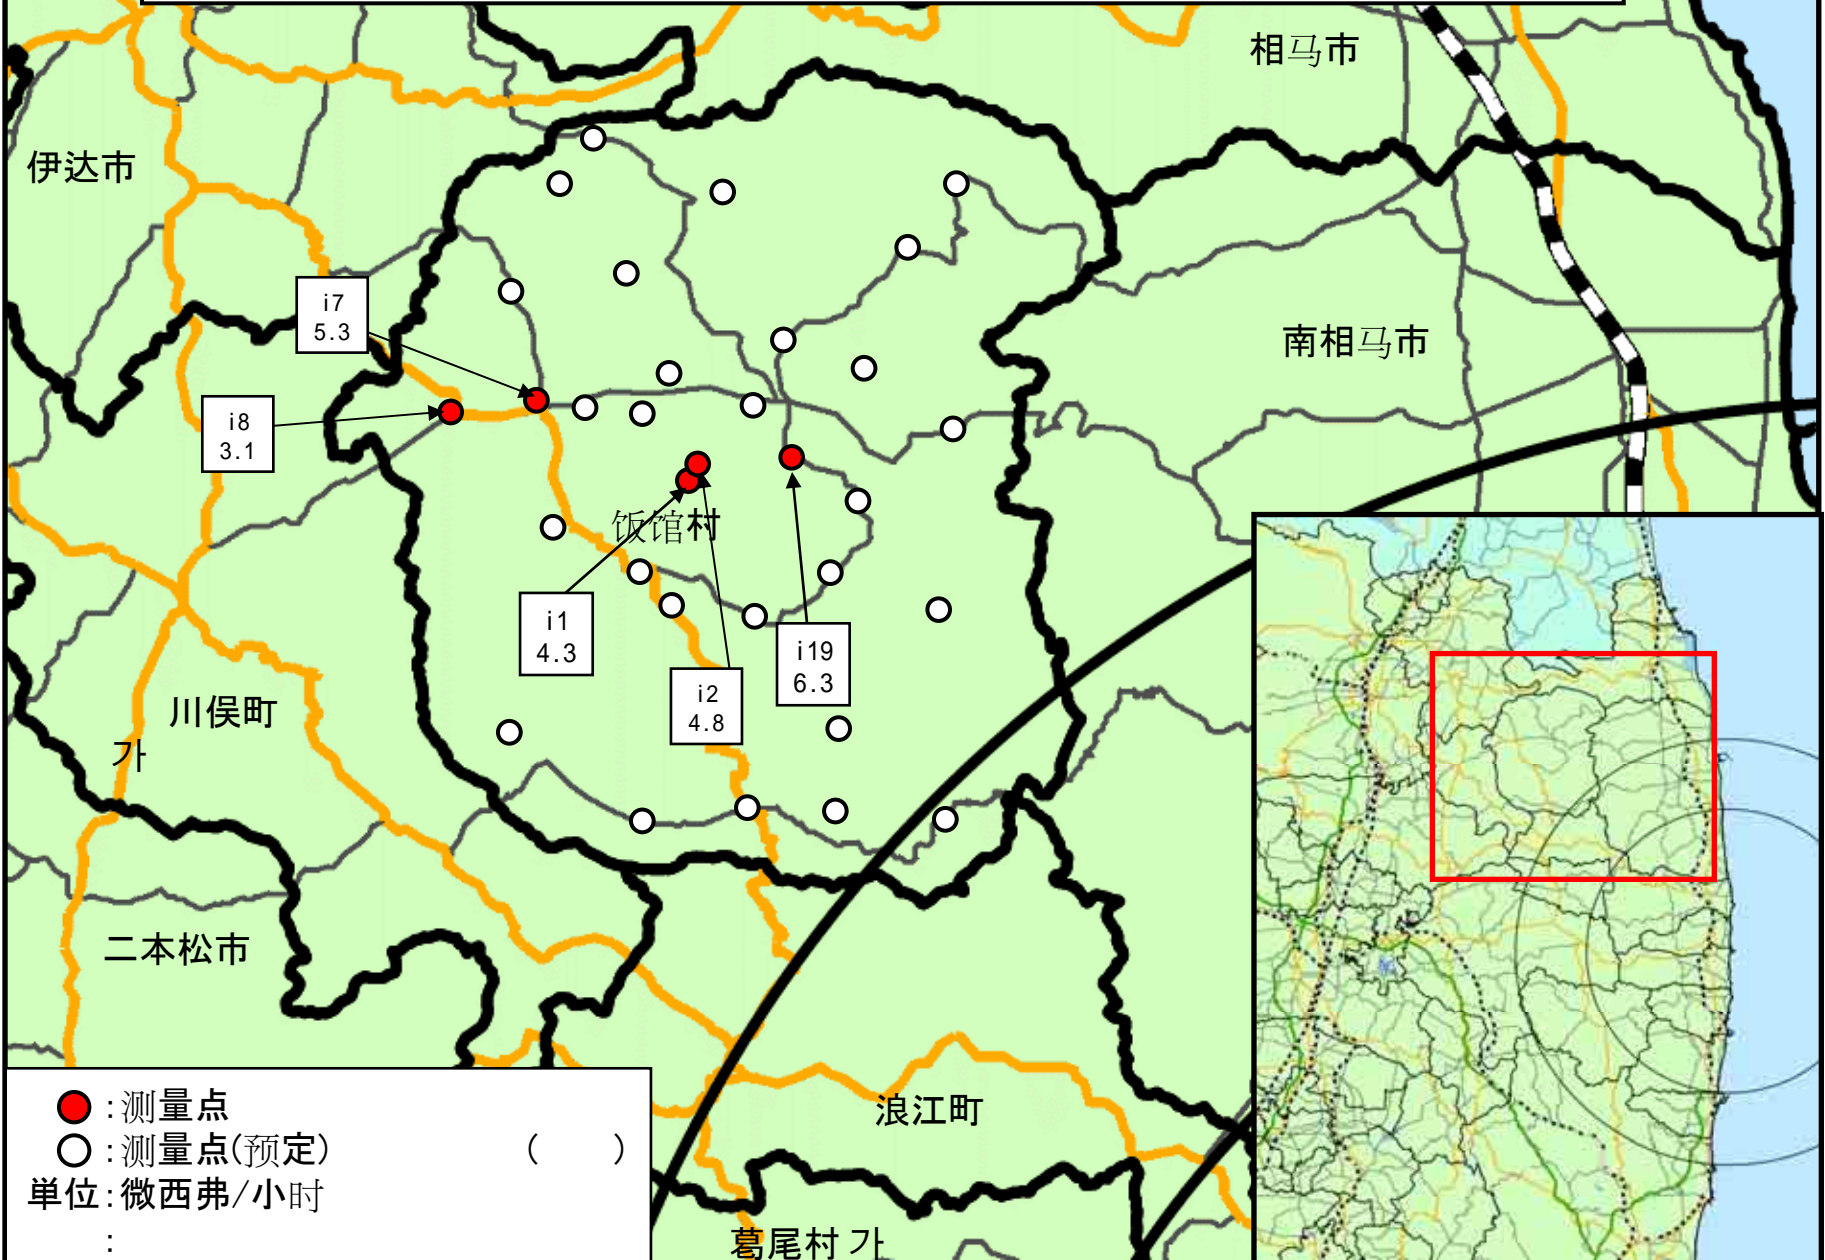 相马市
伊达市
i7
5.3
南相马市
i8
3.1
饭馆村
i1
4.3
i19
6.3
i2
4.8
川俣町
가
二本松市
:测量点
:测量点(预定) ( )
単位:微西弗/小时
:
浪江町
葛尾村 가